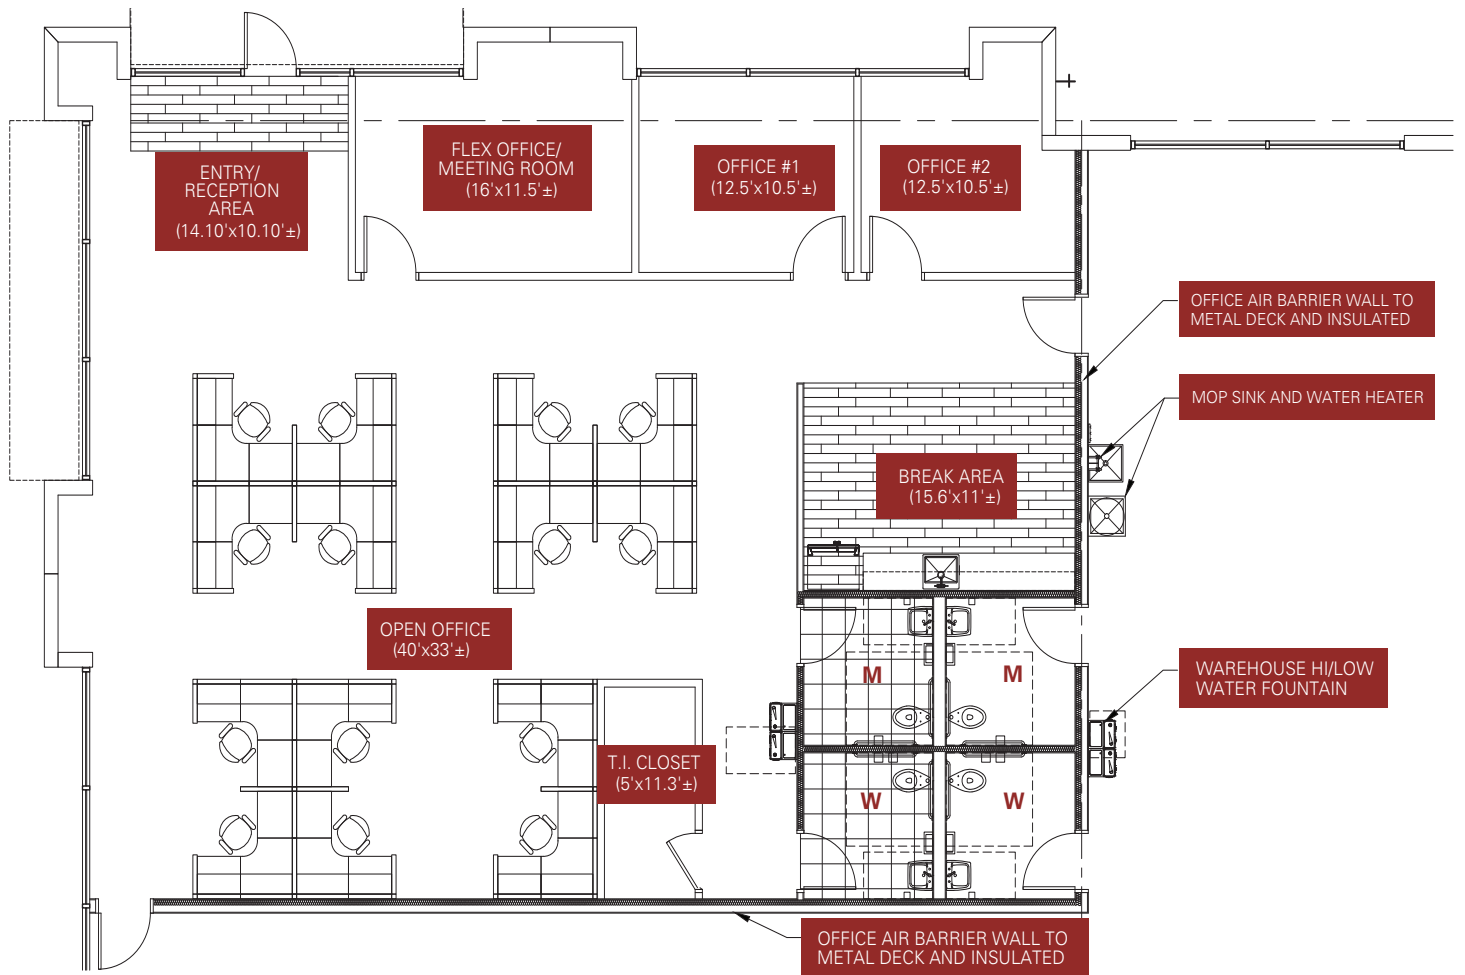 ENTRY/
RECEPTION
AREA
(14.10'x10.10'±)
FLEX OFFICE/
MEETING ROOM
(16'x11.5'±)
OFFICE #1
(12.5'x10.5'±)
OFFICE #2
(12.5'x10.5'±)
OFFICE AIR BARRIER WALL TO
METAL DECK AND INSULATED
MOP SINK AND WATER HEATER
BREAK AREA
(15.6'x11'±)
OPEN OFFICE
(40'x33'±)
M
M
WAREHOUSE HI/LOW
WATER FOUNTAIN
T.I. CLOSET
(5'x11.3'±)
W
W
OFFICE AIR BARRIER WALL TO
METAL DECK AND INSULATED